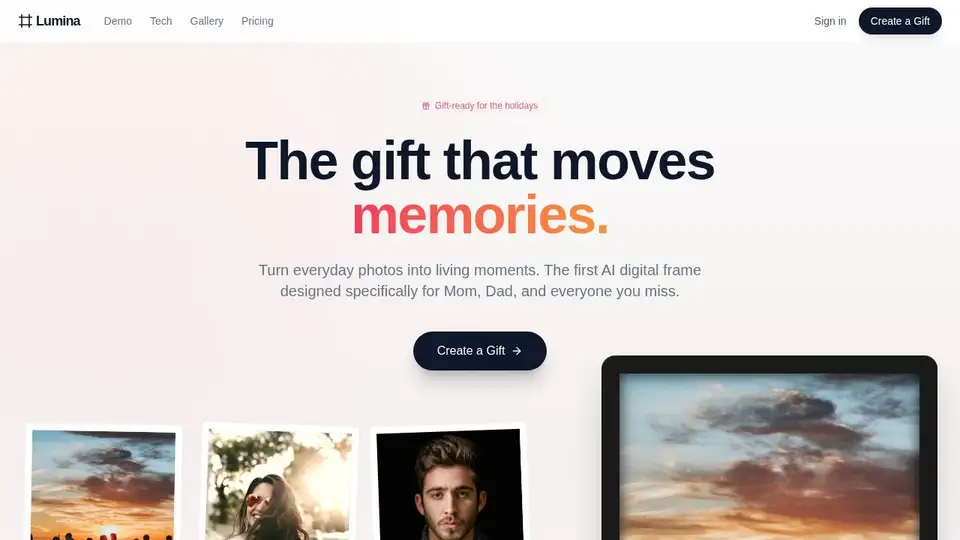 Lumina
Demo
Tech
Gallery
Pricing
Sign in
Create a Gift
Gift-ready for the holidays
The gift that moves
memories.
Turn everyday photos into living moments. The first AI digital frame
designed specifically for Mom, Dad, and everyone you miss.
Create a Gift